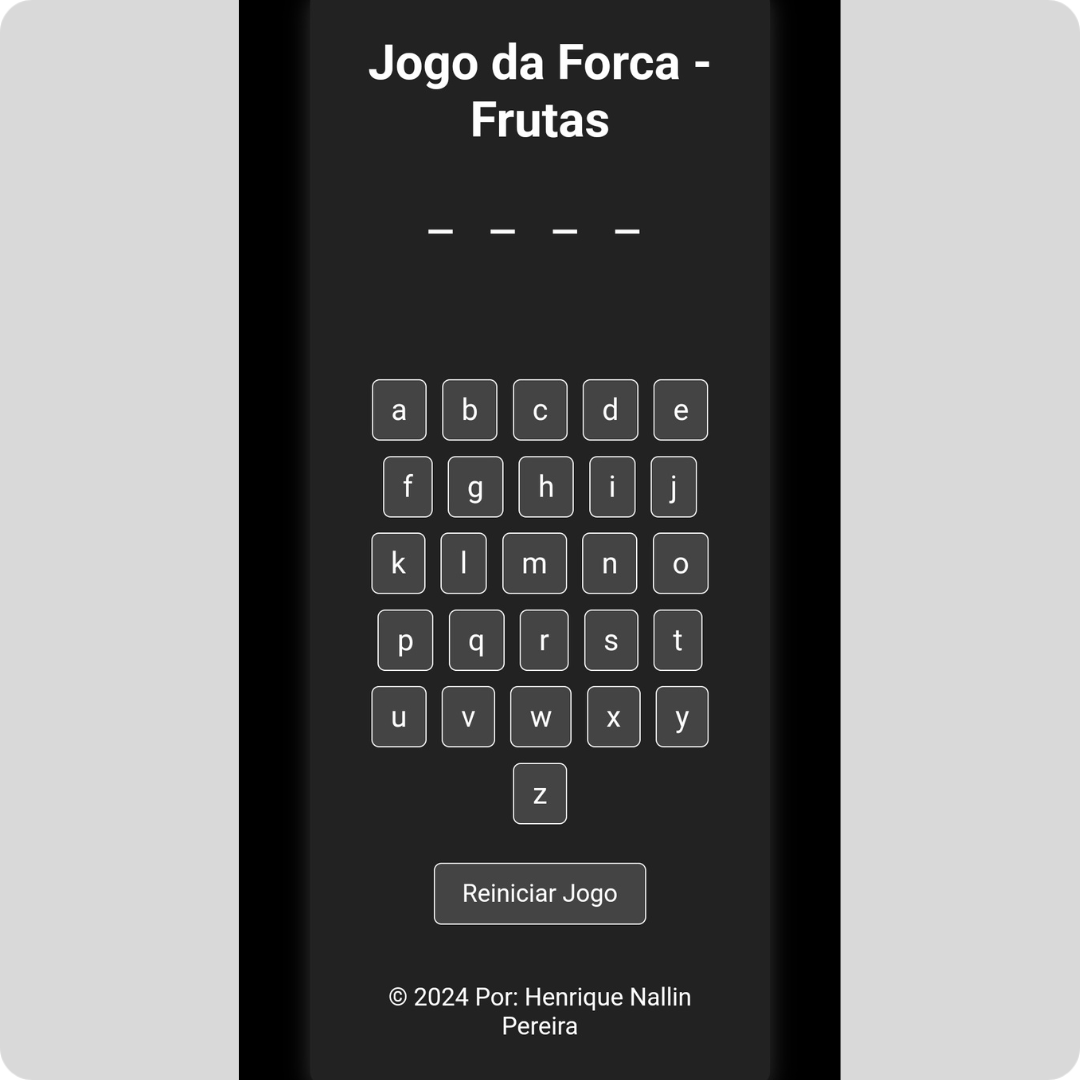 Jogo da Forca -
Frutas
_ _ _ _
a b c d e
f g h i j
k l m n o
p q r s t
u v w x y
z
Reiniciar Jogo
© 2024 Por: Henrique Nallin
Pereira